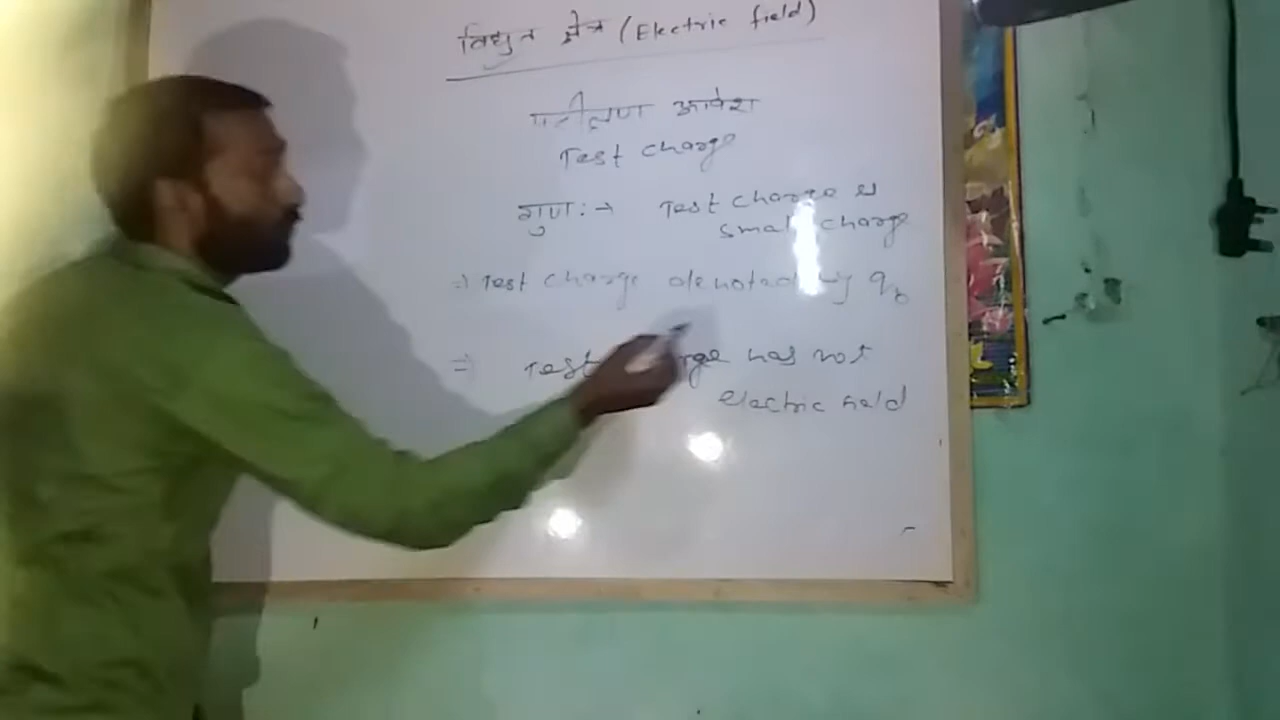 विद्युत क्षेत्र (Electric field)
परीक्षण आवेश
Test charge
गुण :→ Test charge is
small charge
⇒ Test charge denoted by q₀
⇒ Test has not
electric field